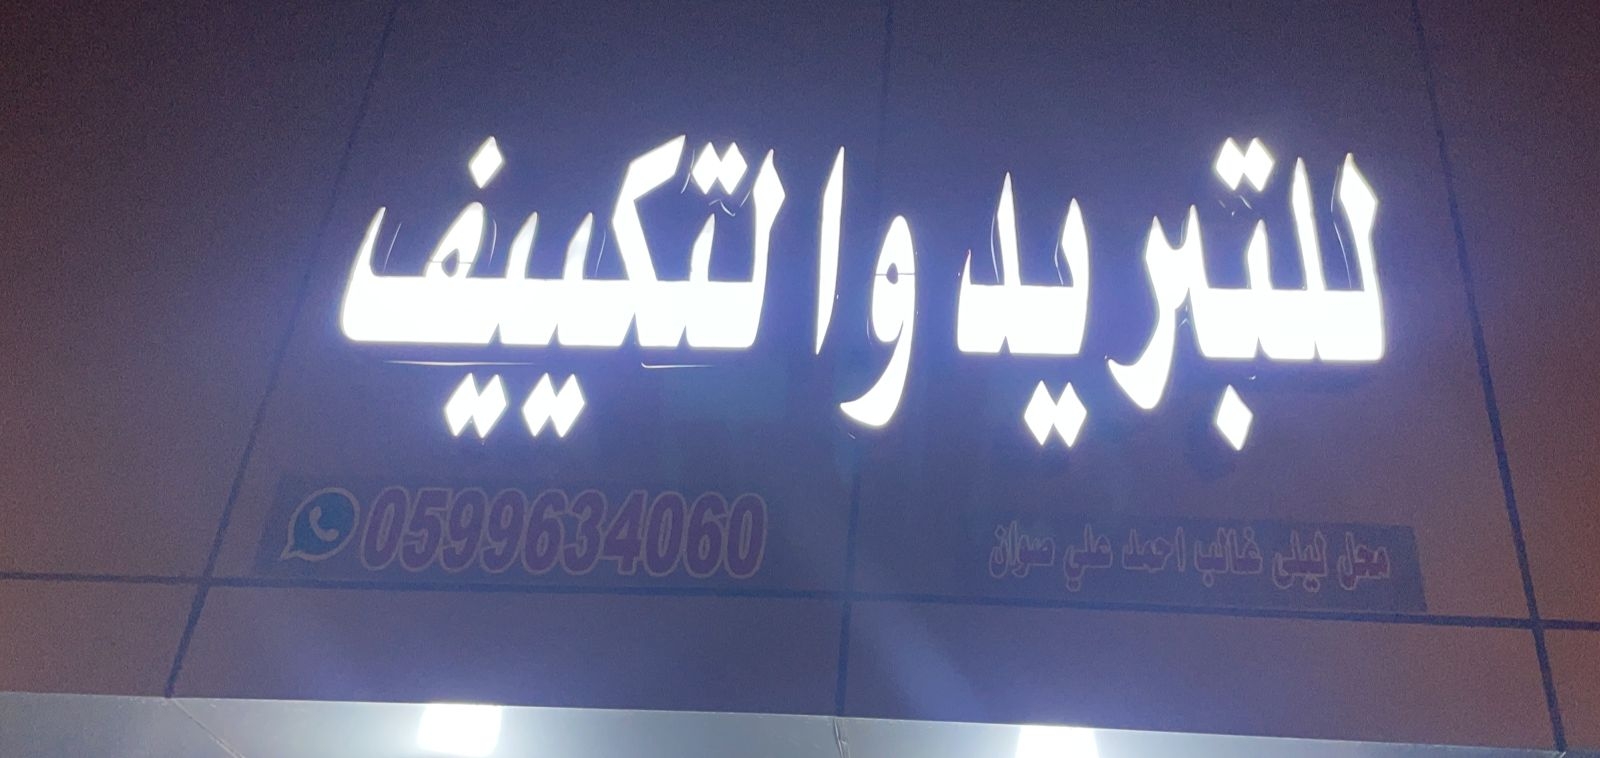 للتبريد والتكييف
محل ليلى غالب احمد علي صوان
0599634060